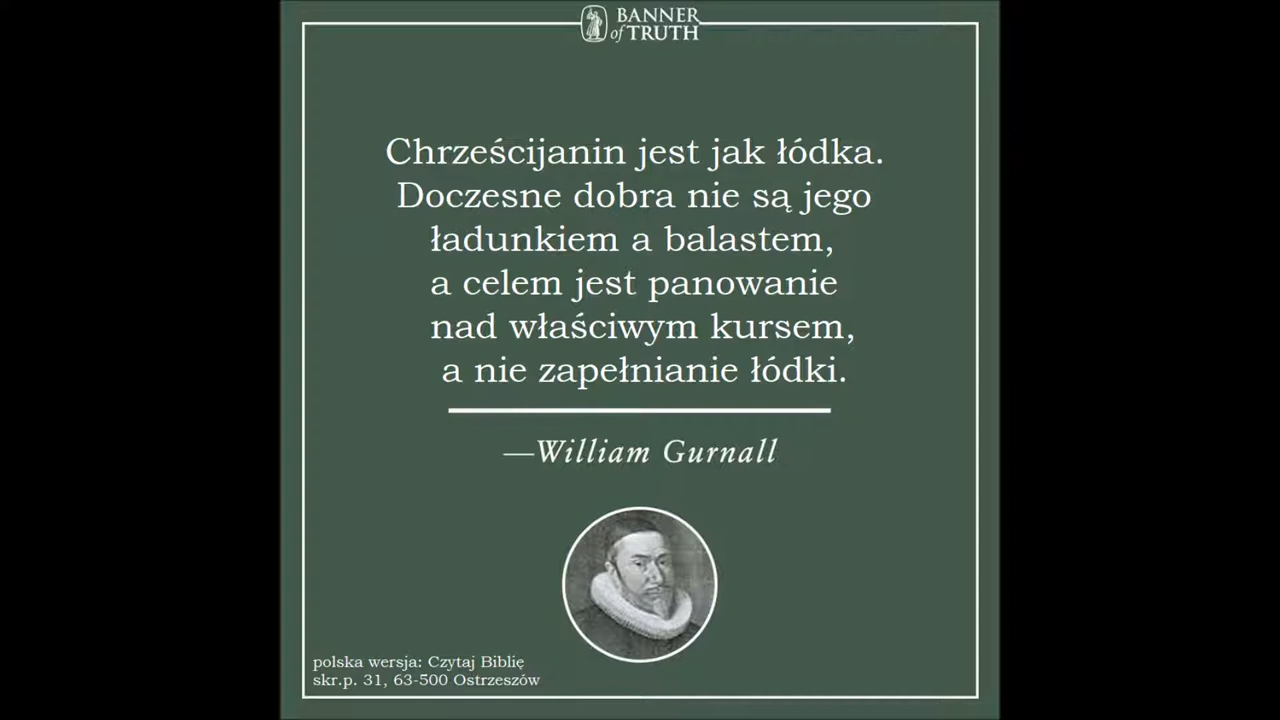 BANNER
of TRUTH
Chrześcijanin jest jak łódka.
Doczesne dobra nie są jego
ładunkiem a balastem,
a celem jest panowanie
nad właściwym kursem,
a nie zapełnianie łódki.
—William Gurnall
polska wersja: Czytaj Biblię
skr.p. 31, 63-500 Ostrzeszów